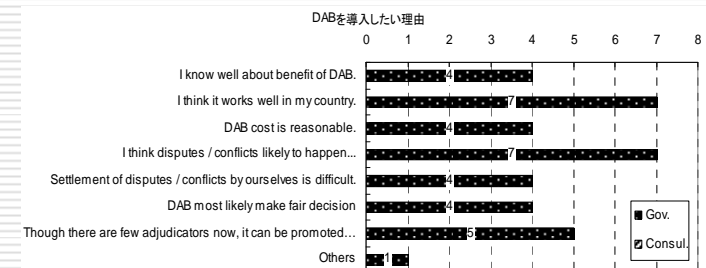 DABを導入したい理由
0 1 2 3 4 5 6 7 8
I know well about benefit of DAB.
4
I think it works well in my country.
7
DAB cost is reasonable.
4
I think disputes / conflicts likely to happen...
7
Settlement of disputes / conflicts by ourselves is difficult.
4
DAB most likely make fair decision
4
Though there are few adjudicators now, it can be promoted...
5
Others
1
Gov.
Consul.